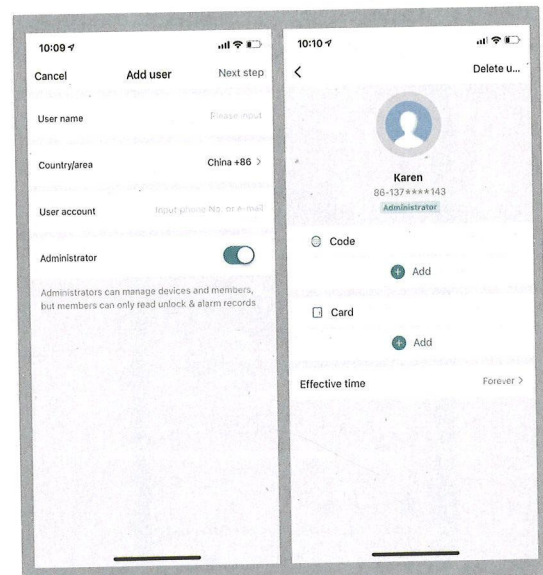 10:09
Cancel Add user Next step
User name Please input
Country/area China +86 >
User account Input phone No. or e-mail
Administrator
Administrators can manage devices and members,
but members can only read unlock & alarm records
10:10
< Delete u...
Karen
86-137****143
Administrator
Code
+ Add
Card
+ Add
Effective time Forever >